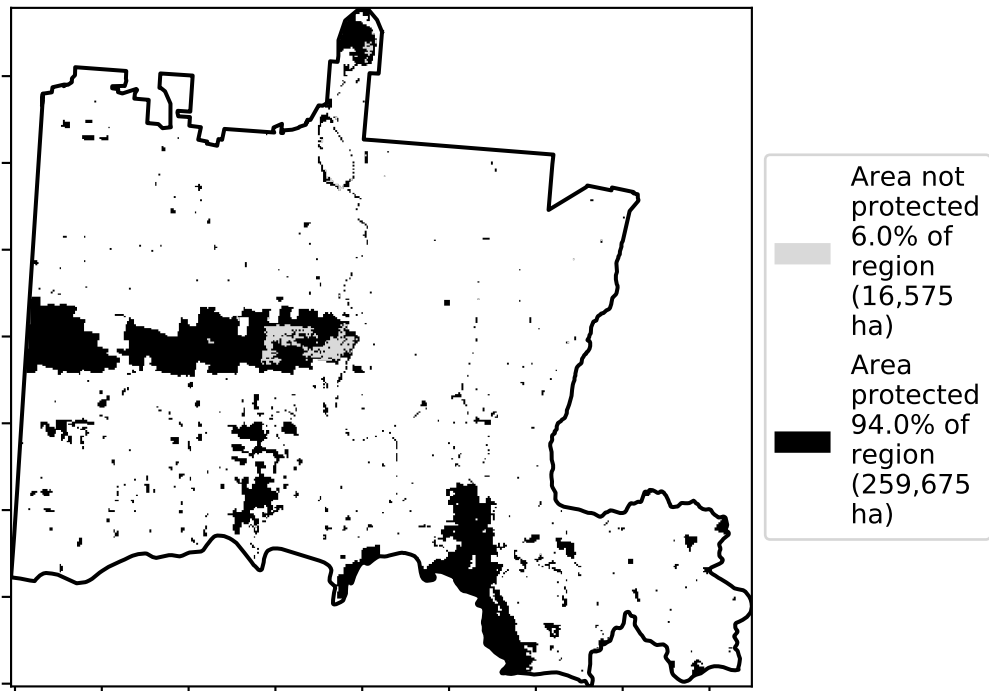 Area not
protected
6.0% of
region
(16,575
ha)
Area
protected
94.0% of
region
(259,675
ha)